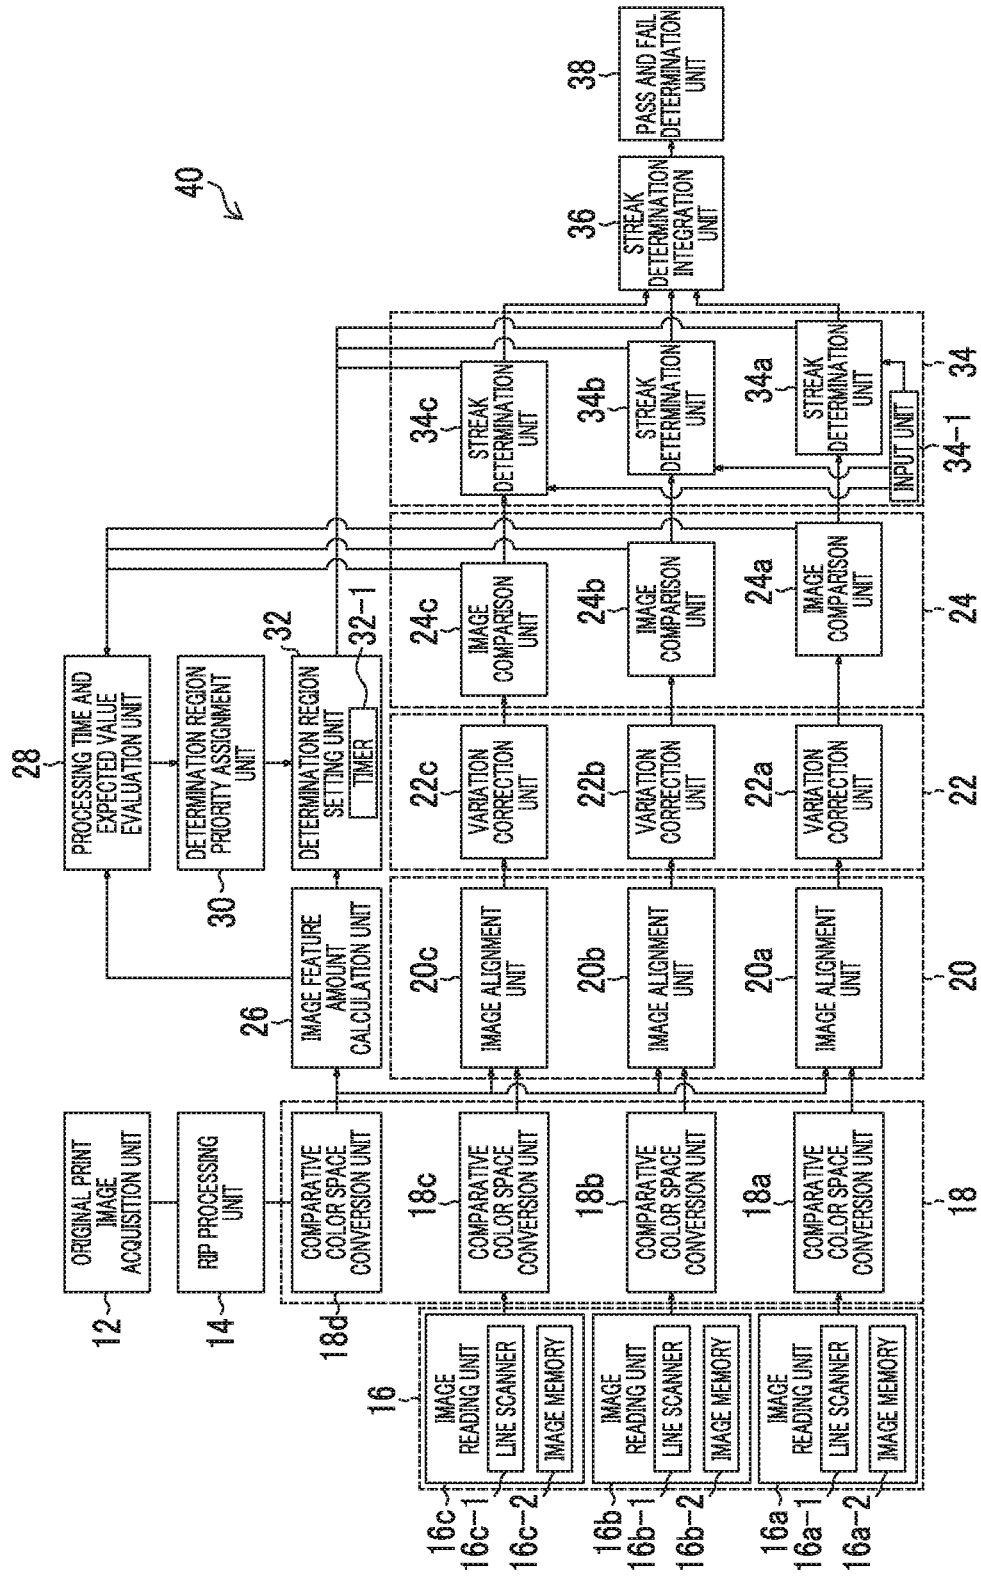 40
12
ORIGINAL PRINT
IMAGE
ACQUISITION UNIT
14
RIP PROCESSING
UNIT
18d
COMPARATIVE
COLOR SPACE
CONVERSION UNIT
26
IMAGE FEATURE
AMOUNT
CALCULATION UNIT
28
PROCESSING TIME AND
EXPECTED VALUE
EVALUATION UNIT
30
DETERMINATION REGION
PRIORITY ASSIGNMENT
UNIT
32
DETERMINATION REGION
SETTING UNIT
TIMER
32-1
16
16c
IMAGE
READING UNIT
16c-1
LINE SCANNER
16c-2
IMAGE MEMORY
18c
COMPARATIVE
COLOR SPACE
CONVERSION UNIT
20c
IMAGE ALIGNMENT
UNIT
22c
VARIATION
CORRECTION
UNIT
24c
IMAGE
COMPARISON
UNIT
34c
STREAK
DETERMINATION
UNIT
16b
IMAGE
READING UNIT
16b-1
LINE SCANNER
16b-2
IMAGE MEMORY
18b
COMPARATIVE
COLOR SPACE
CONVERSION UNIT
20b
IMAGE ALIGNMENT
UNIT
22b
VARIATION
CORRECTION
UNIT
24b
IMAGE
COMPARISON
UNIT
34b
STREAK
DETERMINATION
UNIT
16a
IMAGE
READING UNIT
16a-1
LINE SCANNER
16a-2
IMAGE MEMORY
18a
COMPARATIVE
COLOR SPACE
CONVERSION UNIT
20a
IMAGE ALIGNMENT
UNIT
22a
VARIATION
CORRECTION
UNIT
24a
IMAGE
COMPARISON
UNIT
34a
STREAK
DETERMINATION
UNIT
INPUT UNIT
34-1
36
STREAK
DETERMINATION
INTEGRATION
UNIT
38
PASS AND FAIL
DETERMINATION
UNIT
18
20
22
24
34